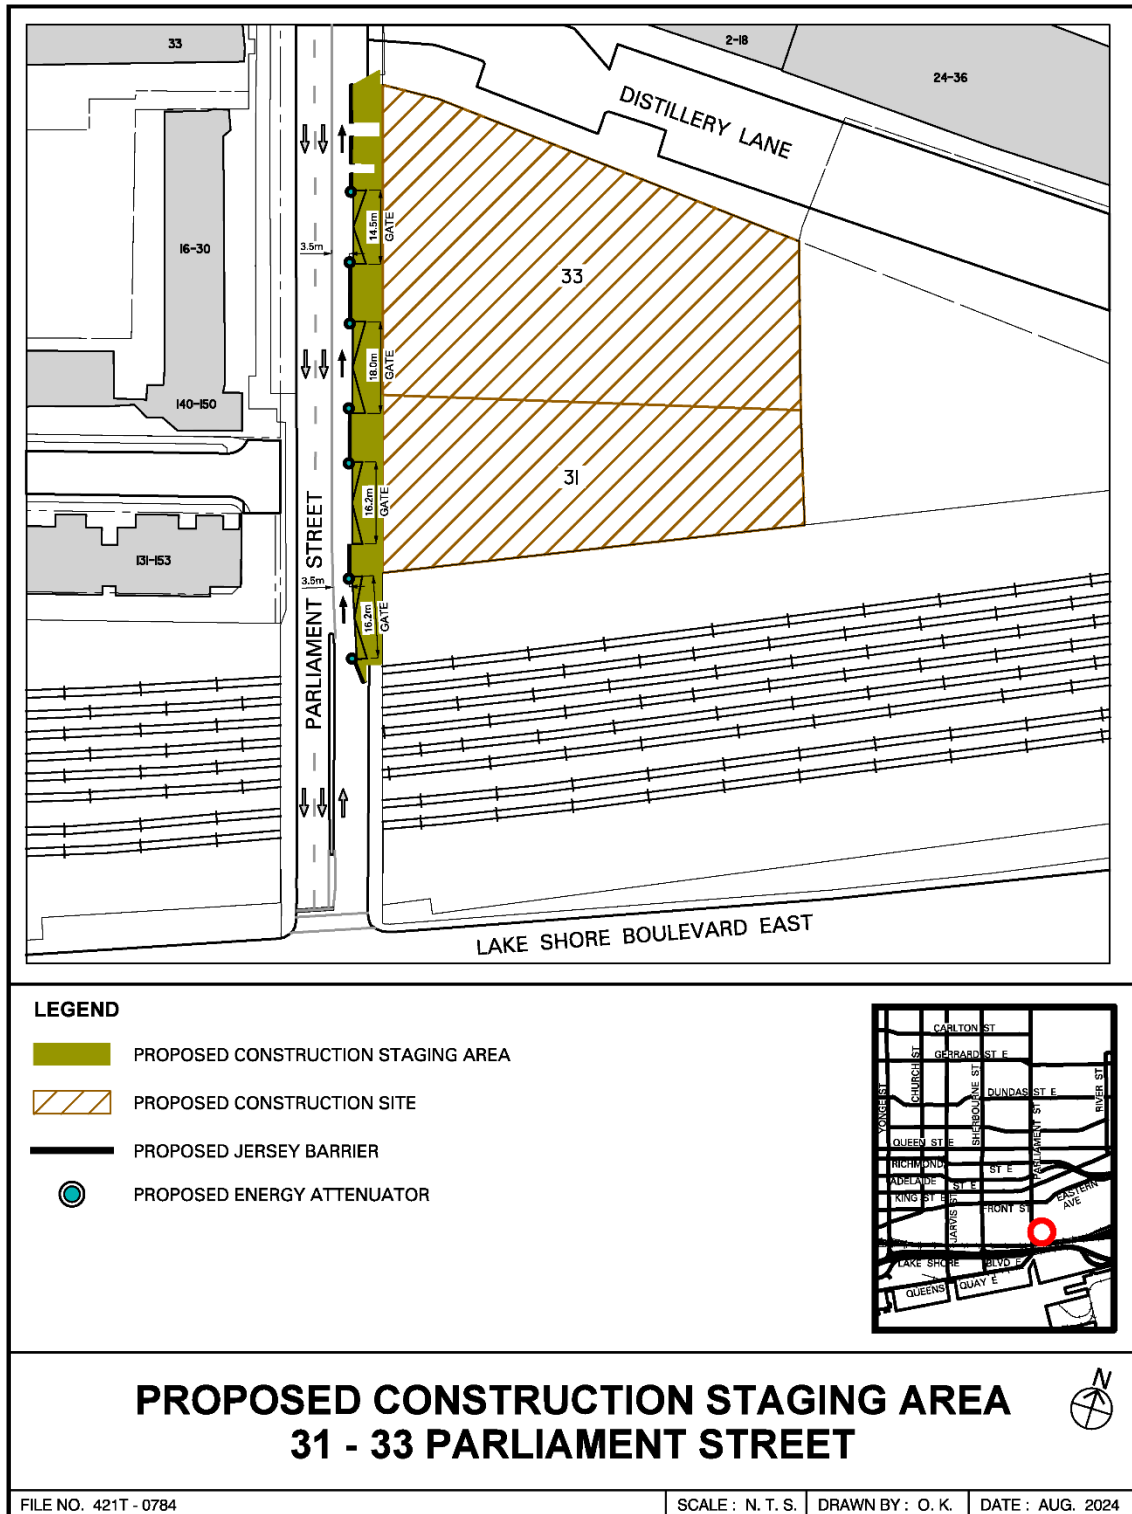 33
2-18
24-36
DISTILLERY LANE
16-30
14.5m
GATE
3.5m
33
18.0m
GATE
140-150
31
16.2m
GATE
PARLIAMENT STREET
131-153
3.5m
16.2m
GATE
LAKE SHORE BOULEVARD EAST
LEGEND
PROPOSED CONSTRUCTION STAGING AREA
PROPOSED CONSTRUCTION SITE
PROPOSED JERSEY BARRIER
PROPOSED ENERGY ATTENUATOR
CARLTON ST
GERRARD ST E
DUNDAS ST E
YONGE ST
CHURCH ST
SHERBOURNE ST
PARLIAMENT ST
RIVER ST
QUEEN ST E
RICHMOND ST E
ADELAIDE ST E
KING ST E
FRONT ST
EASTERN AVE
JARVIS ST
LAKE SHORE BLVD E
QUEENS QUAY E
PROPOSED CONSTRUCTION STAGING AREA
31 - 33 PARLIAMENT STREET
N
FILE NO. 421T - 0784
SCALE : N. T. S.
DRAWN BY : O. K.
DATE : AUG. 2024